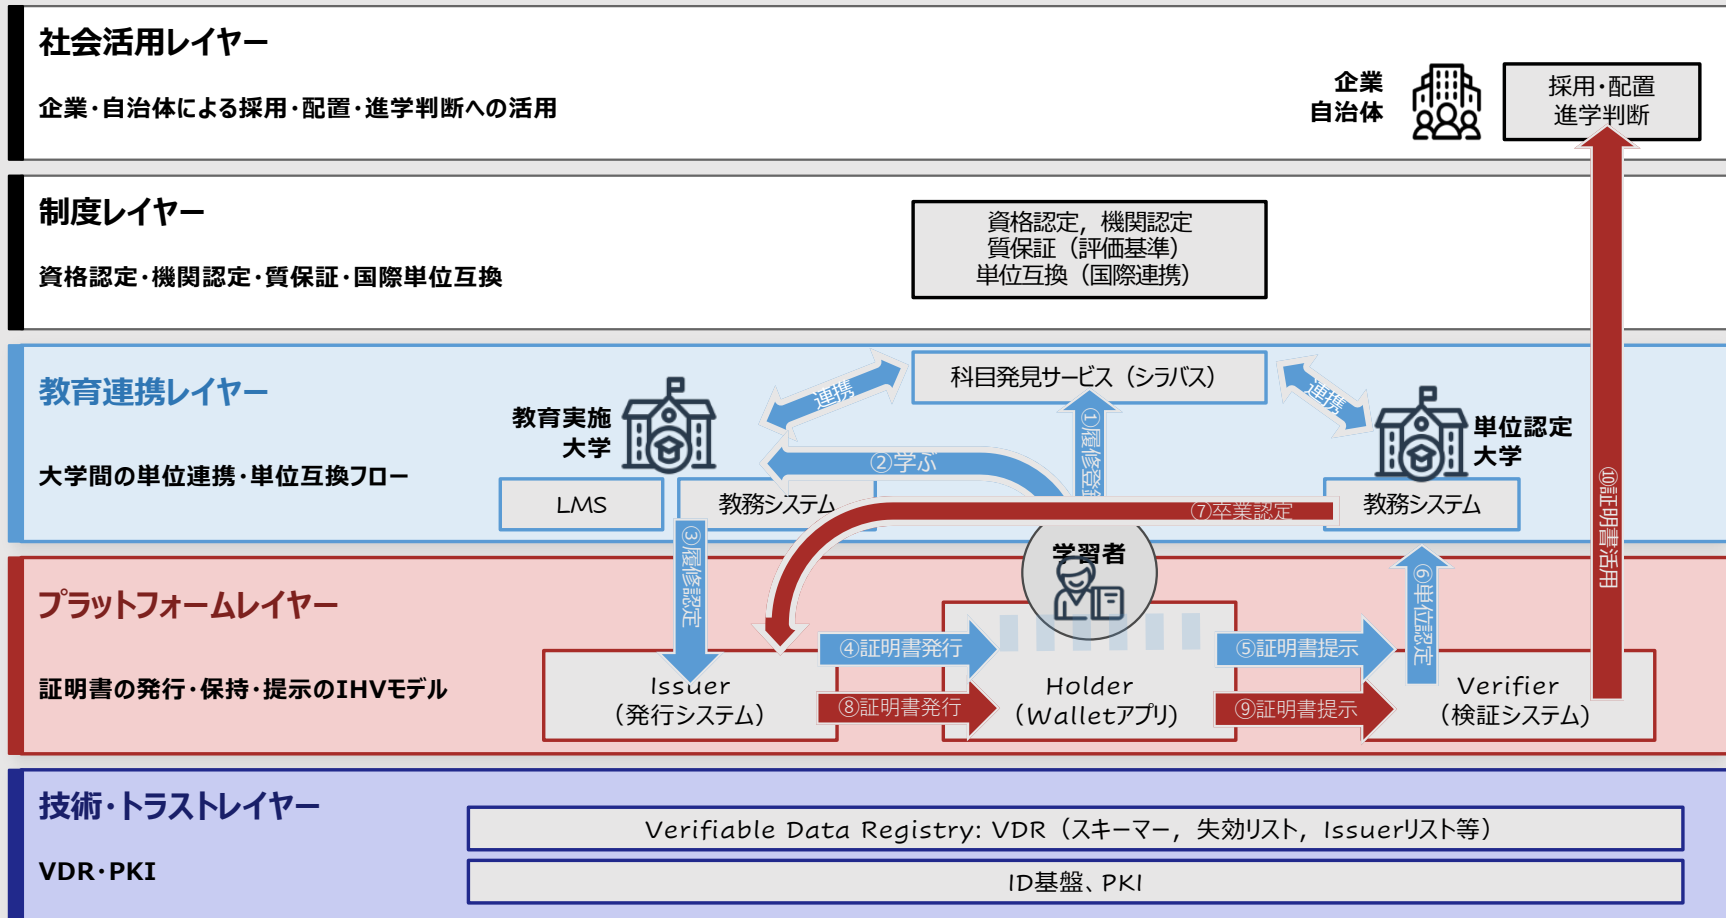 社会活用レイヤー
企業・自治体による採用・配置・進学判断への活用
企業
自治体
採用・配置
進学判断
制度レイヤー
資格認定・機関認定・質保証・国際単位互換
資格認定，機関認定
質保証（評価基準）
単位互換（国際連携）
教育連携レイヤー
大学間の単位連携・単位互換フロー
教育実施
大学
連携
科目発見サービス（シラバス）
連携
単位認定
大学
①履修登録
②学ぶ
LMS
教務システム
教務システム
⑦卒業認定
③履修認定
学習者
⑥単位認定
⑩証明書活用
プラットフォームレイヤー
証明書の発行・保持・提示のIHVモデル
Issuer
（発行システム）
④証明書発行
⑧証明書発行
Holder
（Walletアプリ）
⑤証明書提示
⑨証明書提示
Verifier
（検証システム）
技術・トラストレイヤー
VDR・PKI
Verifiable Data Registry: VDR（スキーマー，失効リスト，Issuerリスト等）
ID基盤、PKI